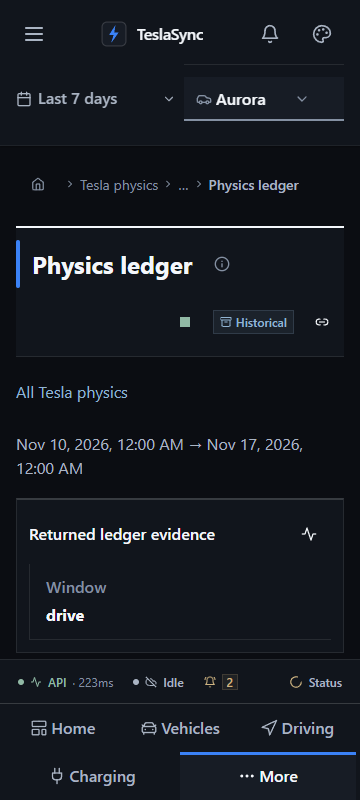 TeslaSync
Last 7 days
Aurora
Tesla physics
...
Physics ledger
Physics ledger
Historical
All Tesla physics
Nov 10, 2026, 12:00 AM → Nov 17, 2026,
12:00 AM
Returned ledger evidence
Window
drive
API · 223ms
Idle
2
Status
Home
Vehicles
Driving
Charging
More